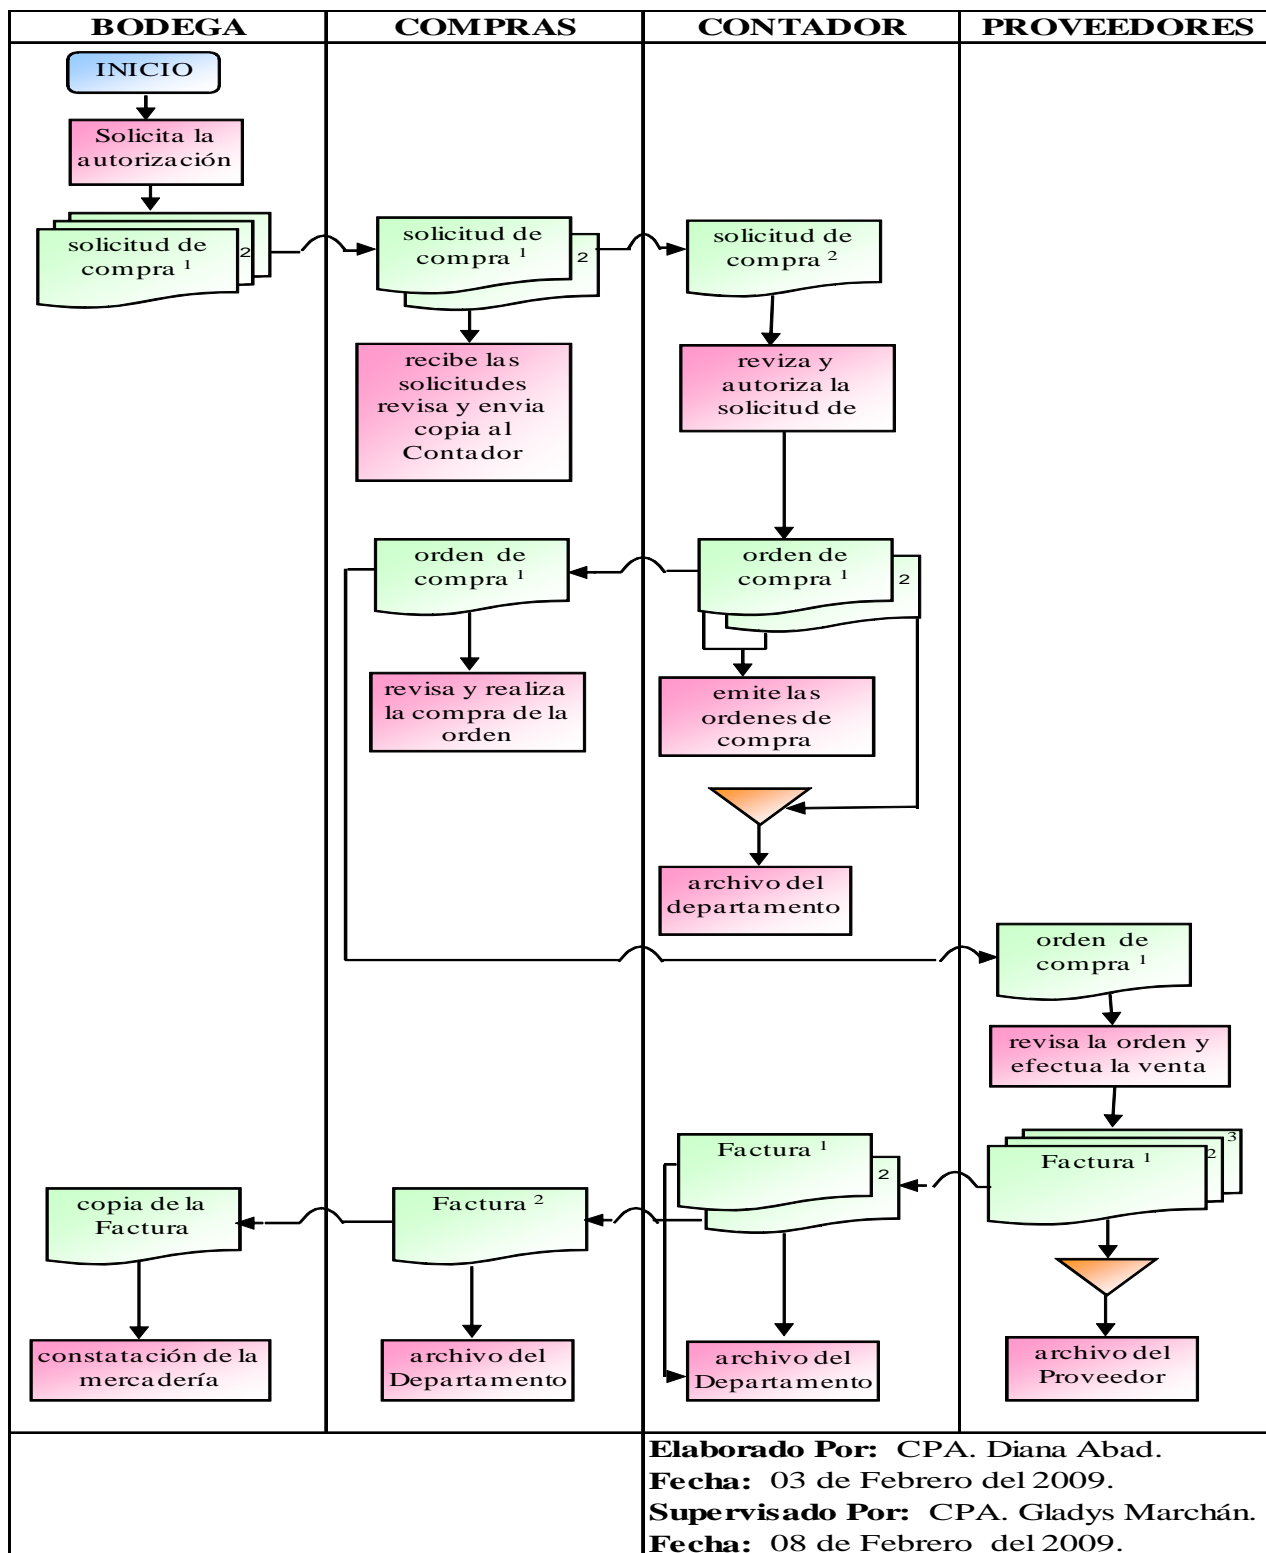 BODEGA COMPRAS CONTADOR PROVEEDORES
INICIO
Solicita la
autorización
solicitud de
compra 1
2
solicitud de
compra 1
2
solicitud de
compra 2
recibe las
solicitudes
revisa y envia
copia al
Contador
reviza y
autoriza la
solicitud de
orden de
compra 1
orden de
compra 1
2
revisa y realiza
la compra de la
orden
emite las
ordenes de
compra
archivo del
departamento
orden de
compra 1
revisa la orden y
efectua la venta
Factura 1
2
3
Factura 1
2
Factura 2
copia de la
Factura
constatación de la
mercadería
archivo del
Departamento
archivo del
Departamento
archivo del
Proveedor
Elaborado Por: CPA. Diana Abad.
Fecha: 03 de Febrero del 2009.
Supervisado Por: CPA. Gladys Marchán.
Fecha: 08 de Febrero del 2009.